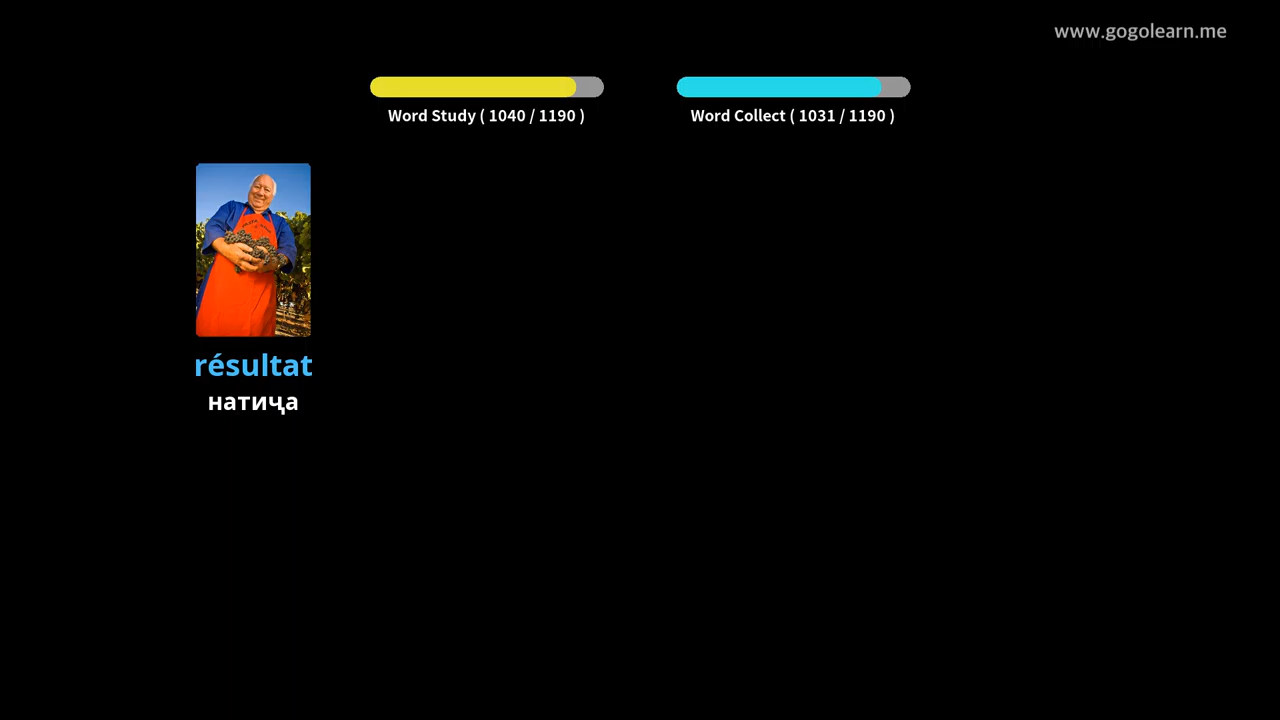 www.gogolearn.me
Word Study ( 1040 / 1190 )
Word Collect ( 1031 / 1190 )
résultat
натиҷа